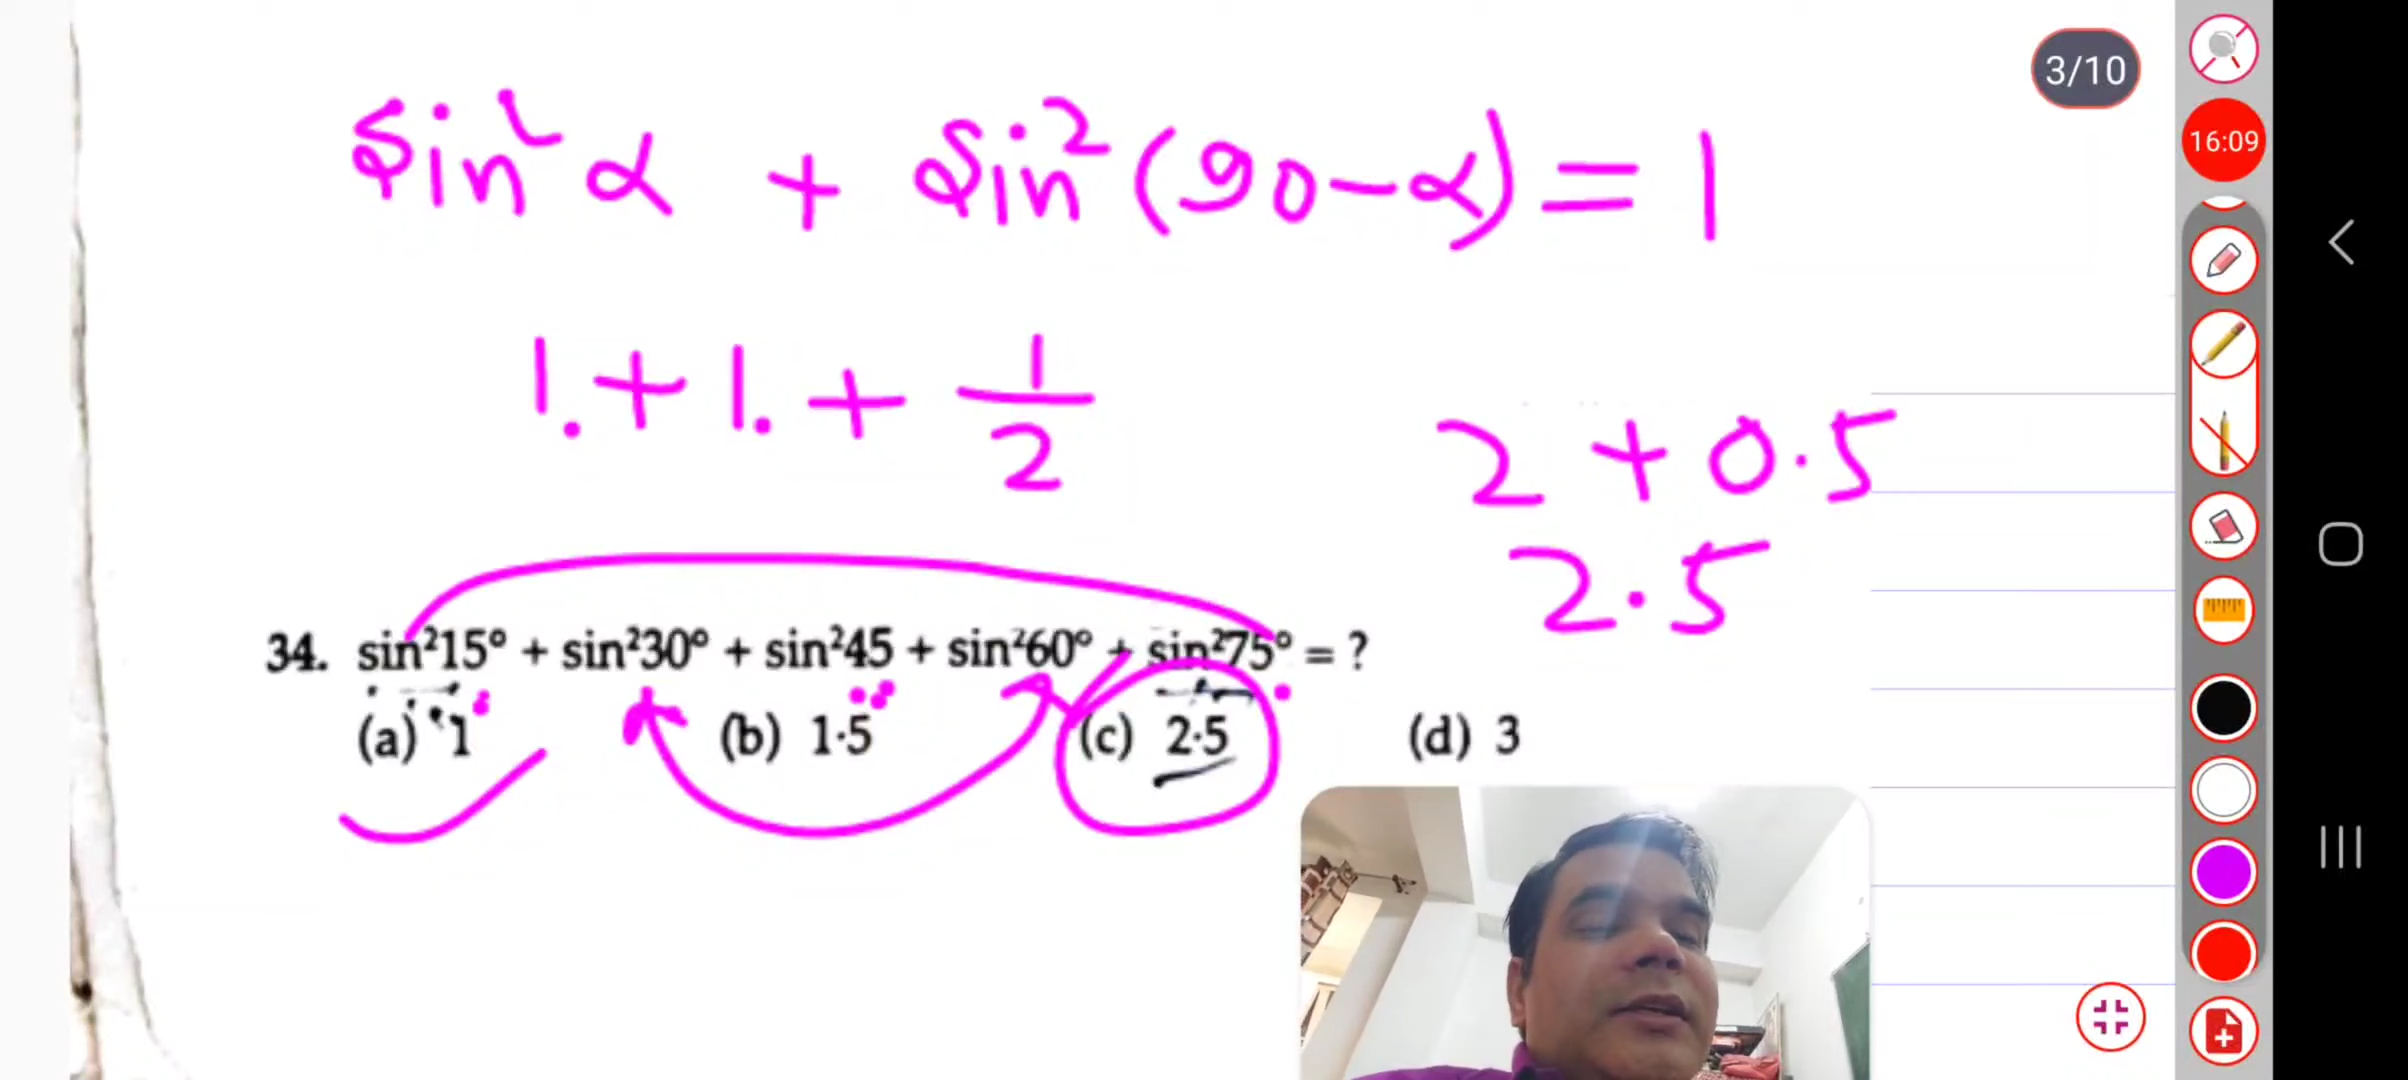 3/10
16:09
sin²α + sin²(90-α) = 1
1. + 1. + 1/2
2 + 0.5
2.5
34. sin²15° + sin²30° + sin²45 + sin²60° + sin²75° = ?
(a) 1 (b) 1·5 (c) 2·5 (d) 3